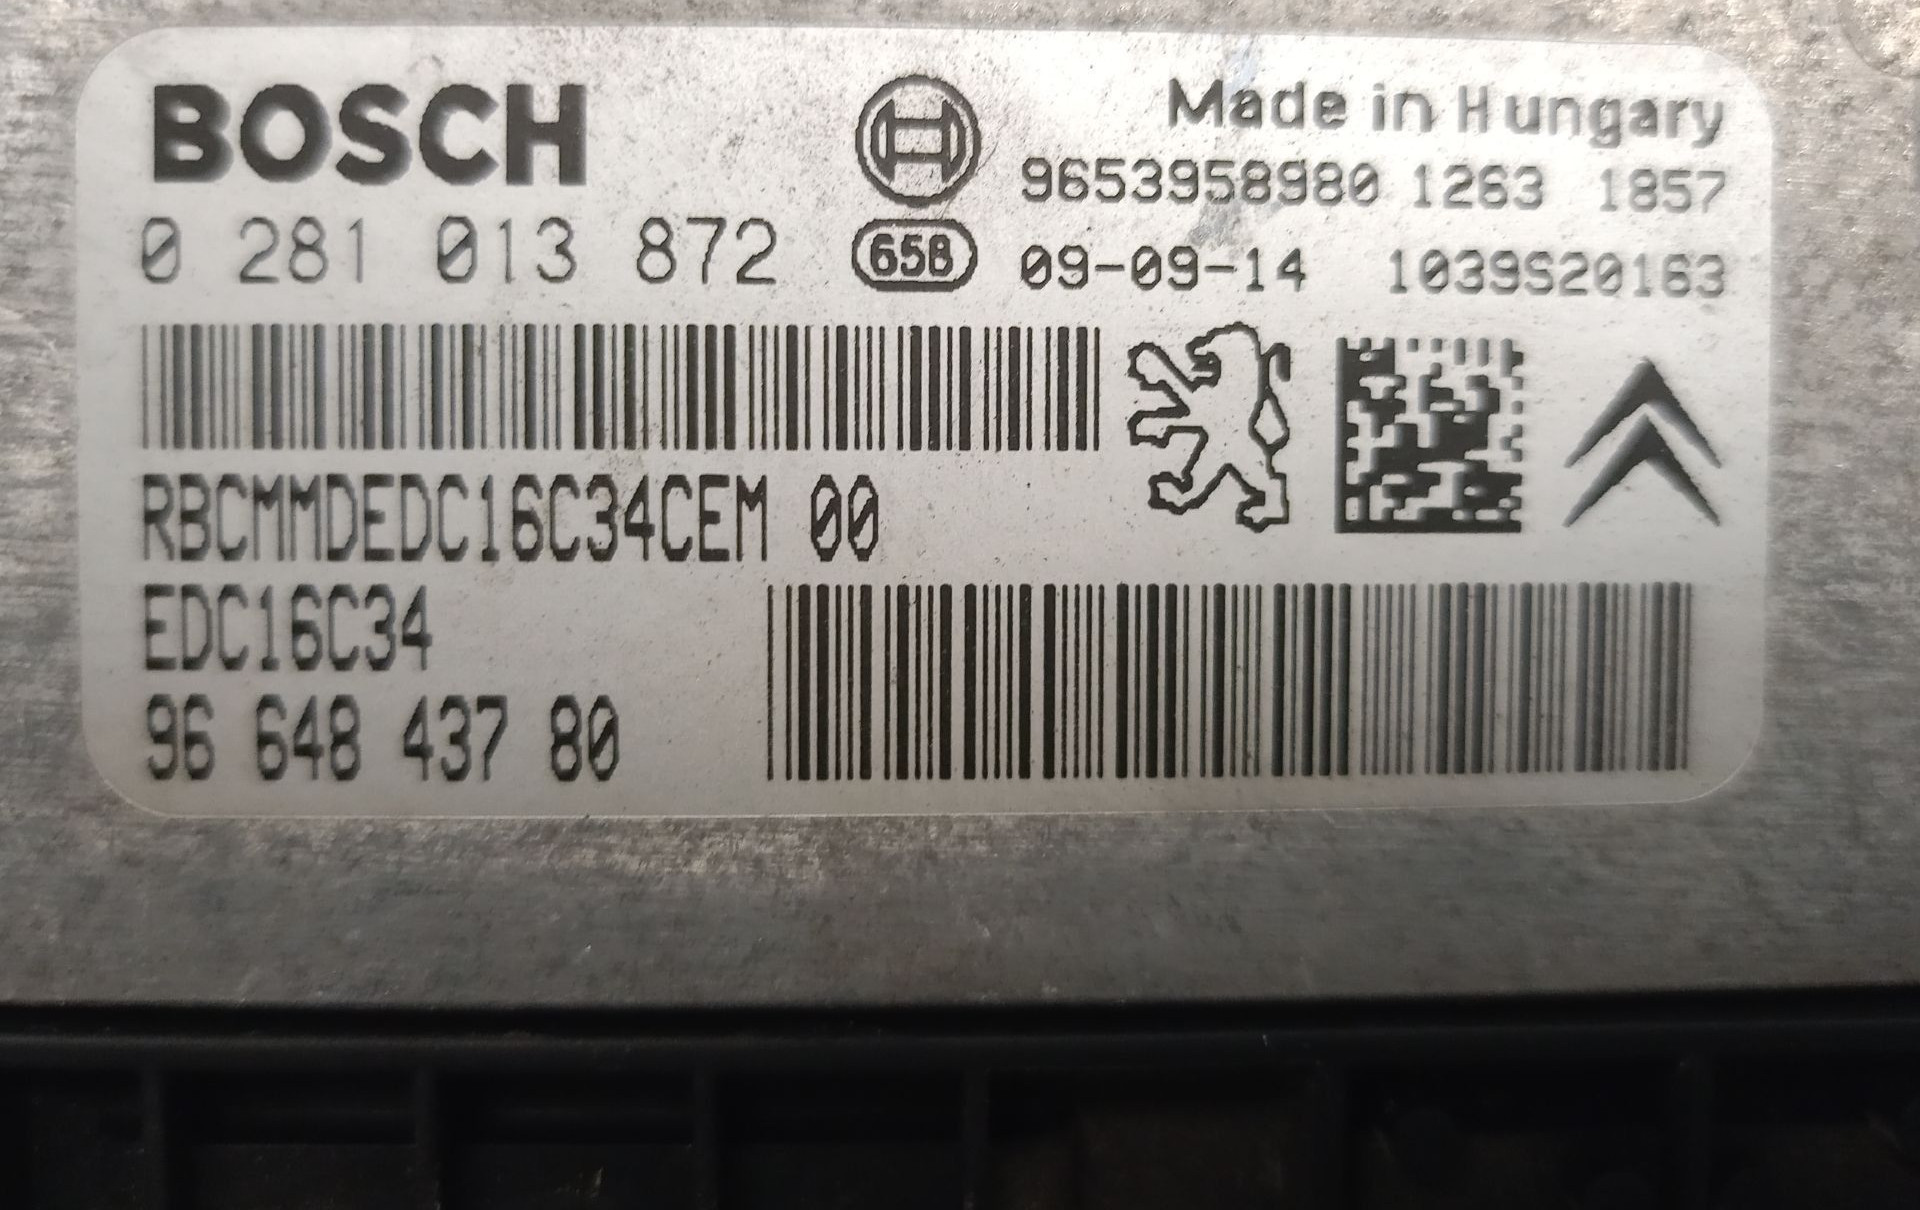 BOSCH
Made in Hungary
9653958980 1263 1857
0 281 013 872
658
09-09-14 1039S20163
RBCMMDEDC16C34CEM 00
EDC16C34
96 648 437 80